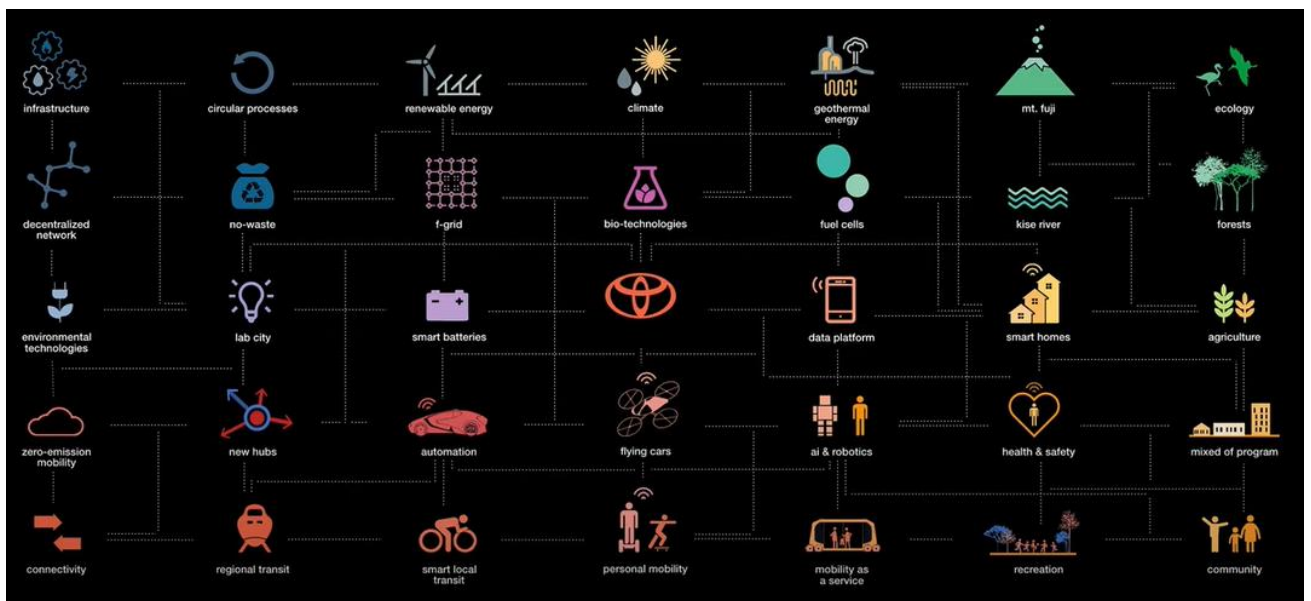 infrastructure
circular processes
renewable energy
climate
geothermal
energy
mt. fuji
ecology
decentralized
network
no-waste
f-grid
bio-technologies
fuel cells
kise river
forests
environmental
technologies
lab city
smart batteries
data platform
smart homes
agriculture
zero-emission
mobility
new hubs
automation
flying cars
ai & robotics
health & safety
mixed of program
connectivity
regional transit
smart local
transit
personal mobility
mobility as
a service
recreation
community